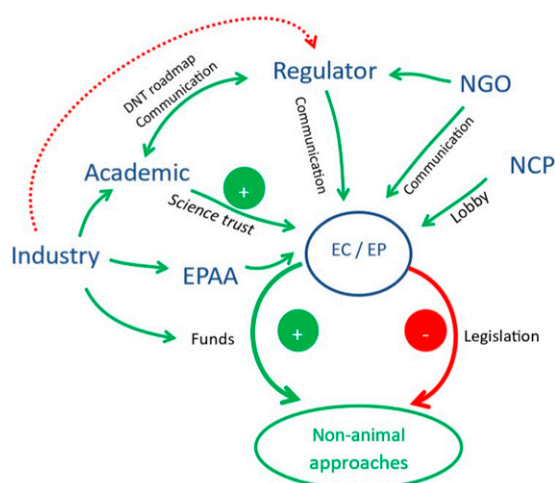 DNT roadmap
Communication
Regulator
NGO
Communication
Communication
NCP
Academic
+
Science trust
Lobby
Industry
EC / EP
EPAA
Funds
+
-
Legislation
Non-animal
approaches